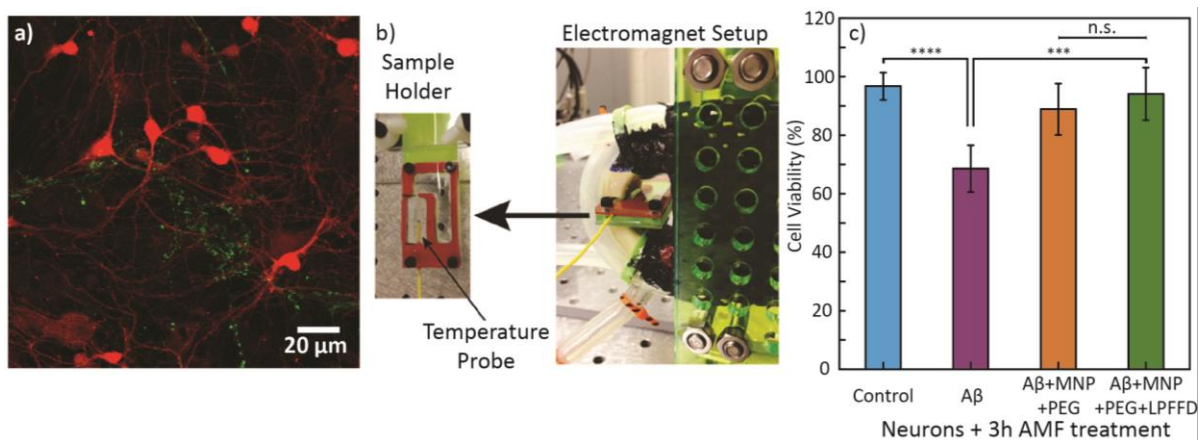 a)
20 µm
b)
Sample
Holder
Temperature
Probe
Electromagnet Setup
c)
Cell Viability (%)
120
100
80
60
40
20
0
****
***
n.s.
Control
Aβ
Aβ+MNP
+PEG
Aβ+MNP
+PEG+LPFFD
Neurons + 3h AMF treatment